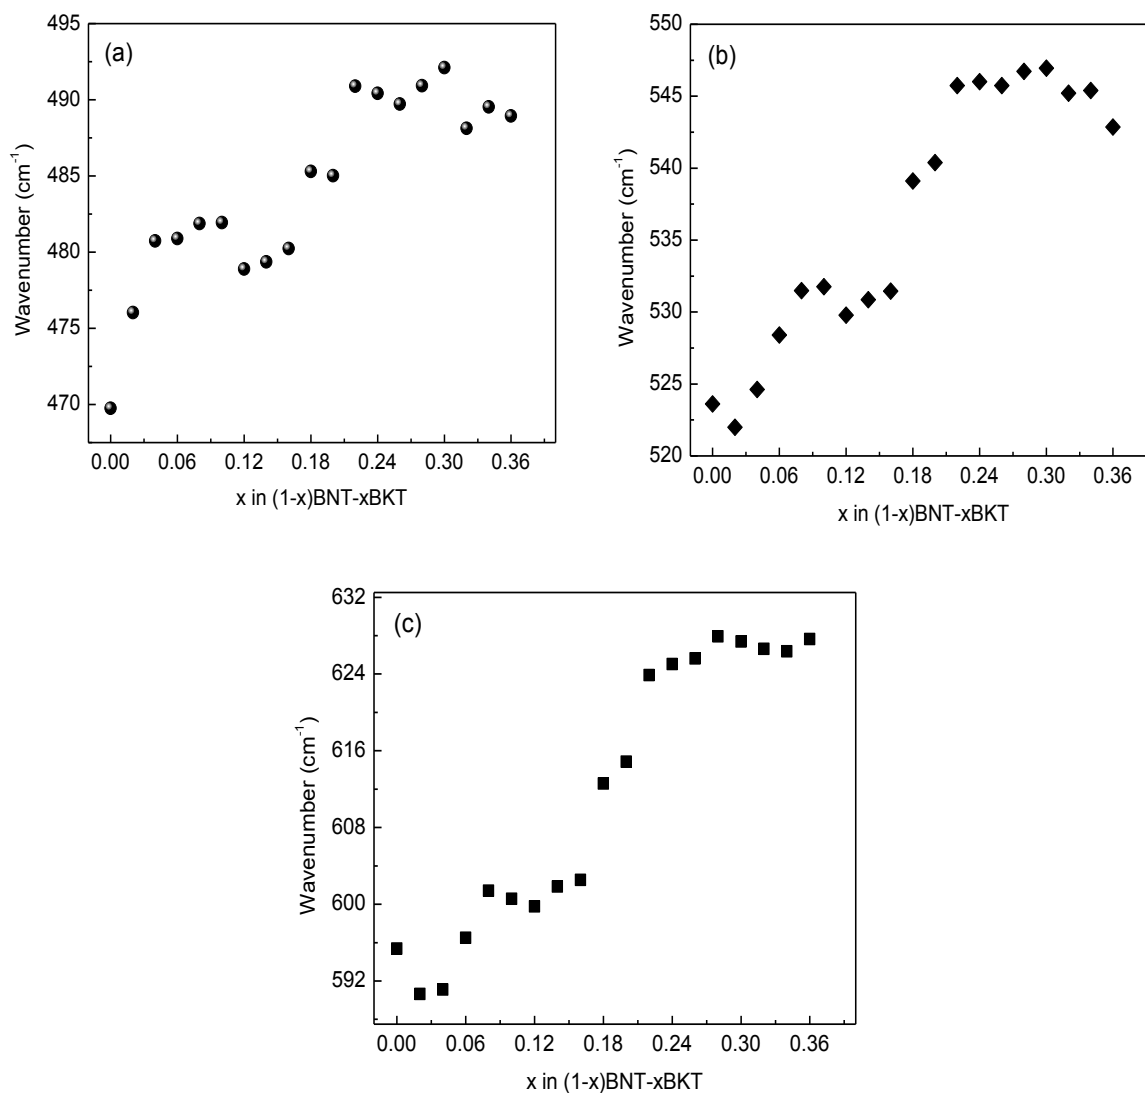 (a)
495
490
485
480
475
470
Wavenumber (cm⁻¹)
0.00 0.06 0.12 0.18 0.24 0.30 0.36
x in (1-x)BNT-xBKT
(b)
550
545
540
535
530
525
520
Wavenumber (cm⁻¹)
0.00 0.06 0.12 0.18 0.24 0.30 0.36
x in (1-x)BNT-xBKT
(c)
632
624
616
608
600
592
Wavenumber (cm⁻¹)
0.00 0.06 0.12 0.18 0.24 0.30 0.36
x in (1-x)BNT-xBKT